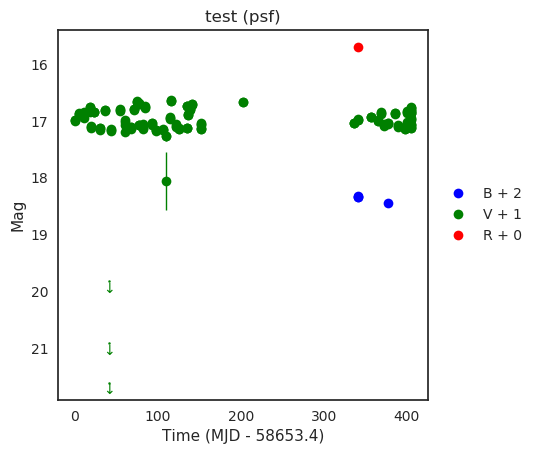 test (psf)
16
17
18
19
20
21
Mag
0
100
200
300
400
Time (MJD - 58653.4)
B + 2
V + 1
R + 0